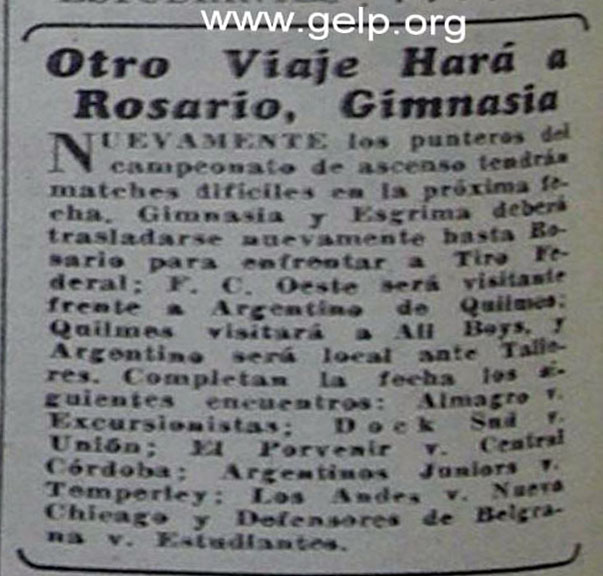 www.gelp.org
Otro Viaje Hará a
Rosario, Gimnasia
NUEVAMENTE los punteros del
campeonato de ascenso tendrán
matches difíciles en la próxima fe-
cha. Gimnasia y Esgrima deberá
trasladarse nuevamente hasta Ro-
sario para enfrentar a Tiro Fe-
deral; F. C. Oeste será visitante
frente a Argentino de Quilmes;
Quilmes visitará a All Boys, y
Argentino será local ante Talle-
res. Completan la fecha los si-
guientes encuentros: Almagro v.
Excursionistas; Dock Sud v.
Unión; El Porvenir v. Central
Córdoba; Argentinos Juniors v.
Temperley; Los Andes v. Nueva
Chicago y Defensores de Belgra-
na v. Estudiantes.